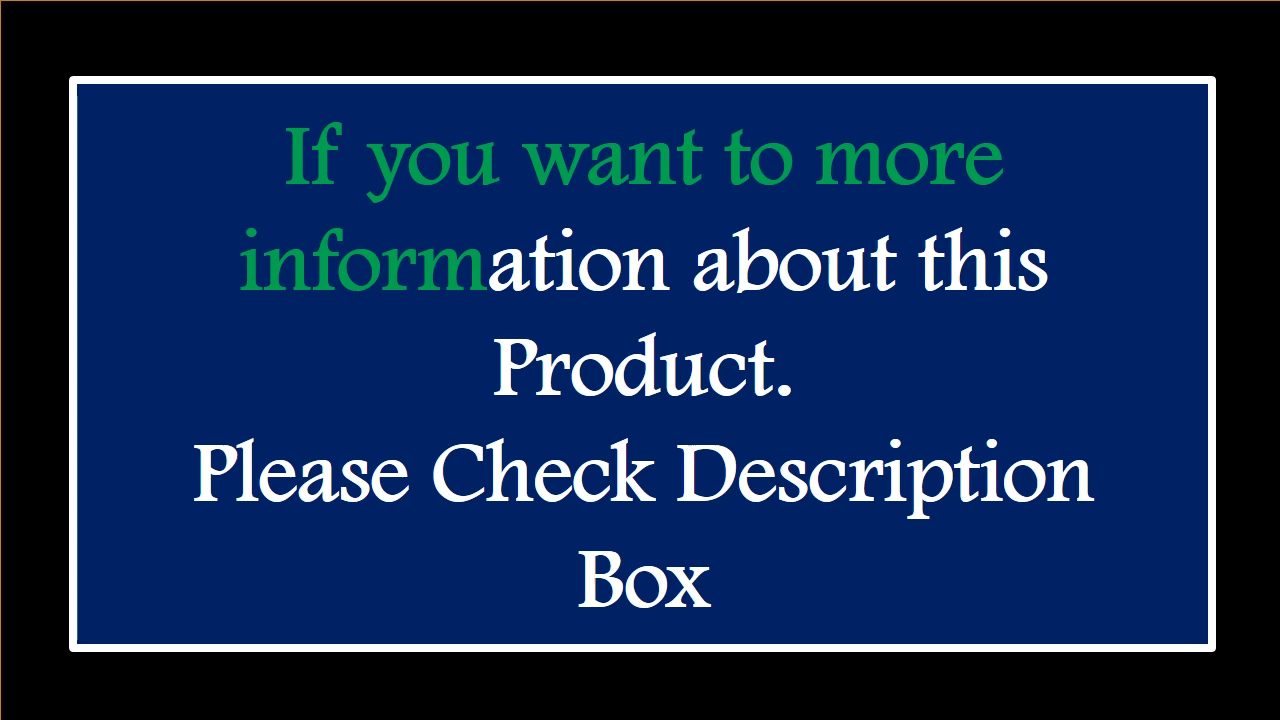 If you want to more
information about this
Product.
Please Check Description
Box